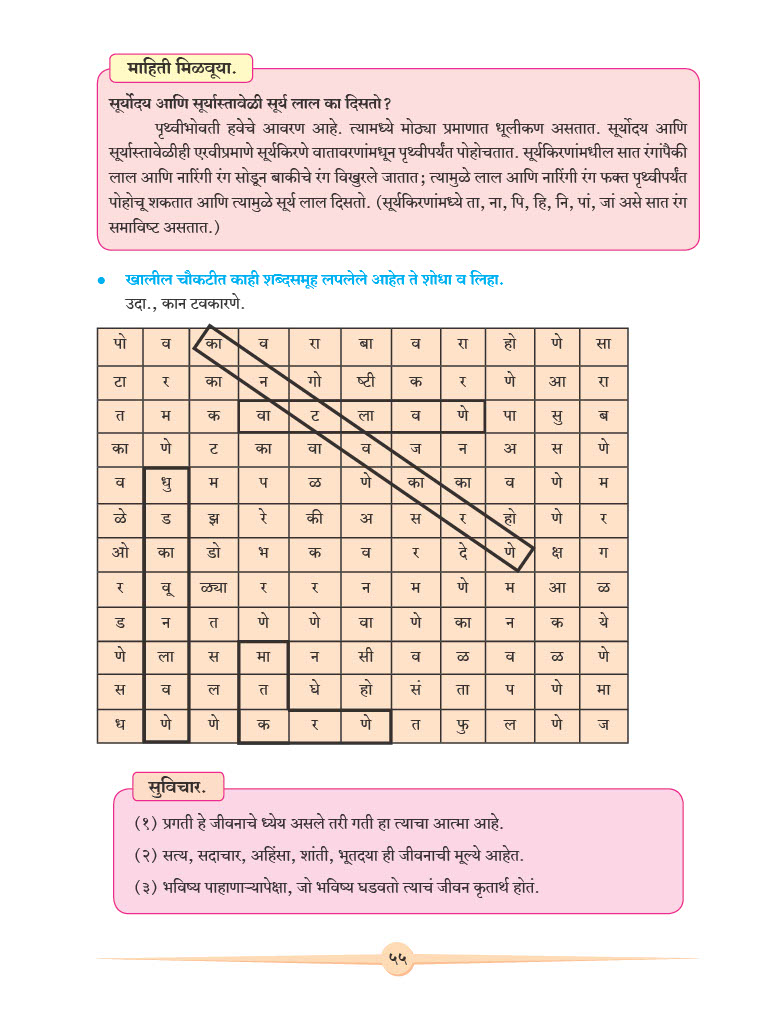 माहिती मिळवूया.
सूर्योदय आणि सूर्यास्तावेळी सूर्य लाल का दिसतो?
पृथ्वीभोवती हवेचे आवरण आहे. त्यामध्ये मोठ्या प्रमाणात धूलीकण असतात. सूर्योदय आणि
सूर्यास्तावेळीही एरवीप्रमाणे सूर्यकिरणे वातावरणांमधून पृथ्वीपर्यंत पोहोचतात. सूर्यकिरणांमधील सात रंगांपैकी
लाल आणि नारिंगी रंग सोडून बाकीचे रंग विखुरले जातात; त्यामुळे लाल आणि नारिंगी रंग फक्त पृथ्वीपर्यंत
पोहोचू शकतात आणि त्यामुळे सूर्य लाल दिसतो. (सूर्यकिरणांमध्ये ता, ना, पि, हि, नि, पां, जां असे सात रंग
समाविष्ट असतात.)
• खालील चौकटीत काही शब्दसमूह लपलेले आहेत ते शोधा व लिहा.
उदा., कान टवकारणे.
पो व का व रा बा व रा हो णे सा
टा र का न गो ष्टी क र णे आ रा
त म क वा ट ला व णे पा सु ब
का णे ट का वा व ज न अ स णे
व धु म प ळ णे का का व णे म
ळे ड झ रे की अ स र हो णे र
ओ का डो भ क व र दे णे क्ष ग
र वू ळ्या र र न म णे म आ ळ
ड न त णे णे वा णे का न क ये
णे ला स मा न सी व ळ व ळ णे
स व ल त घे हो सं ता प णे मा
ध णे णे क र णे त फु ल णे ज
सुविचार.
(१) प्रगती हे जीवनाचे ध्येय असले तरी गती हा त्याचा आत्मा आहे.
(२) सत्य, सदाचार, अहिंसा, शांती, भूतदया ही जीवनाची मूल्ये आहेत.
(३) भविष्य पाहाणाऱ्यापेक्षा, जो भविष्य घडवतो त्याचं जीवन कृतार्थ होतं.
५५